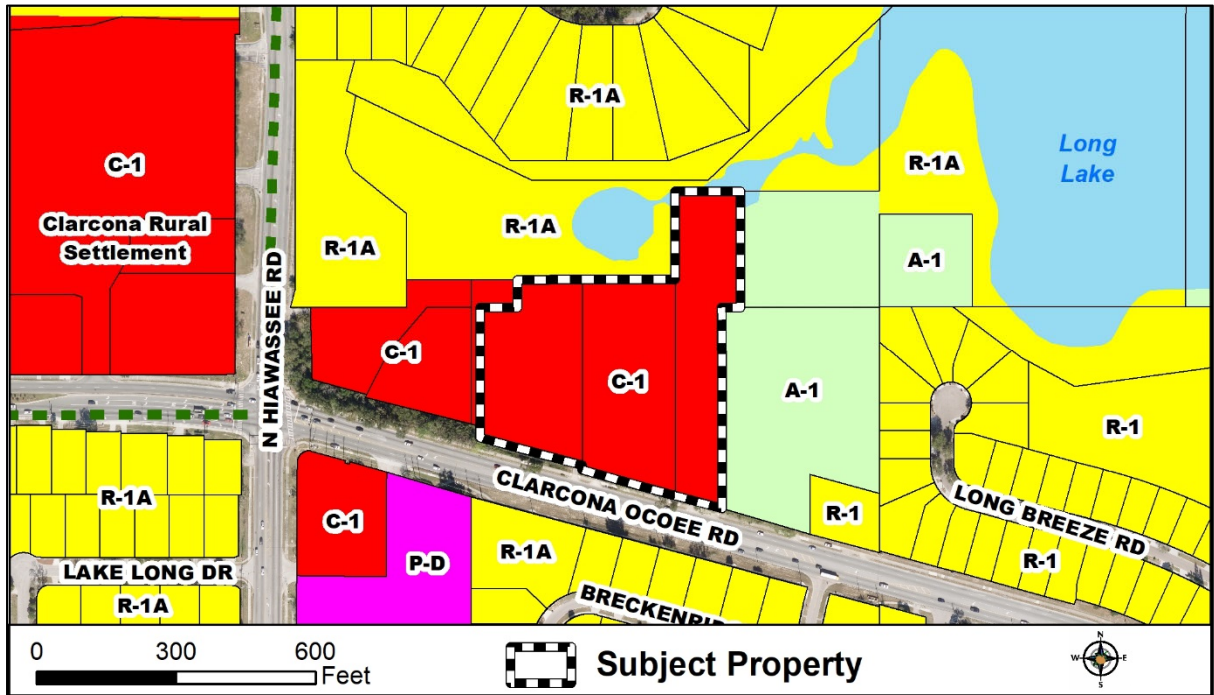 R-1A
C-1
Clarcona Rural
Settlement
R-1A
R-1A
R-1A
Long
Lake
A-1
N HIAWASSEE RD
C-1
C-1
A-1
R-1
R-1A
C-1
CLARCONA OCOEE RD
R-1
LONG BREEZE RD
P-D
R-1A
R-1
LAKE LONG DR
R-1A
0 300 600
Feet
Subject Property
N
W E
S